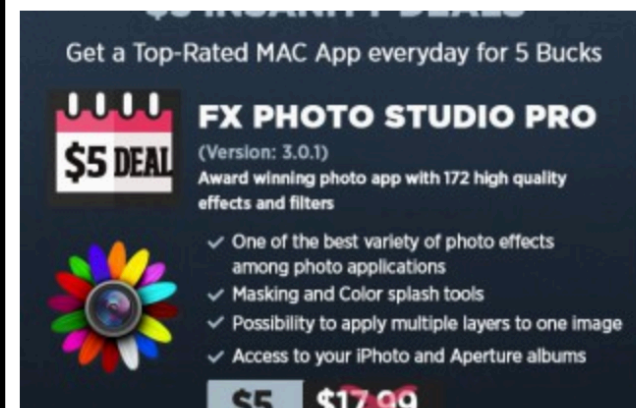 $5 INSANITY DEALS
Get a Top-Rated MAC App everyday for 5 Bucks
$5 DEAL
FX PHOTO STUDIO PRO
(Version: 3.0.1)
Award winning photo app with 172 high quality
effects and filters
✓ One of the best variety of photo effects
among photo applications
✓ Masking and Color splash tools
✓ Possibility to apply multiple layers to one image
✓ Access to your iPhoto and Aperture albums
$5 $17.99